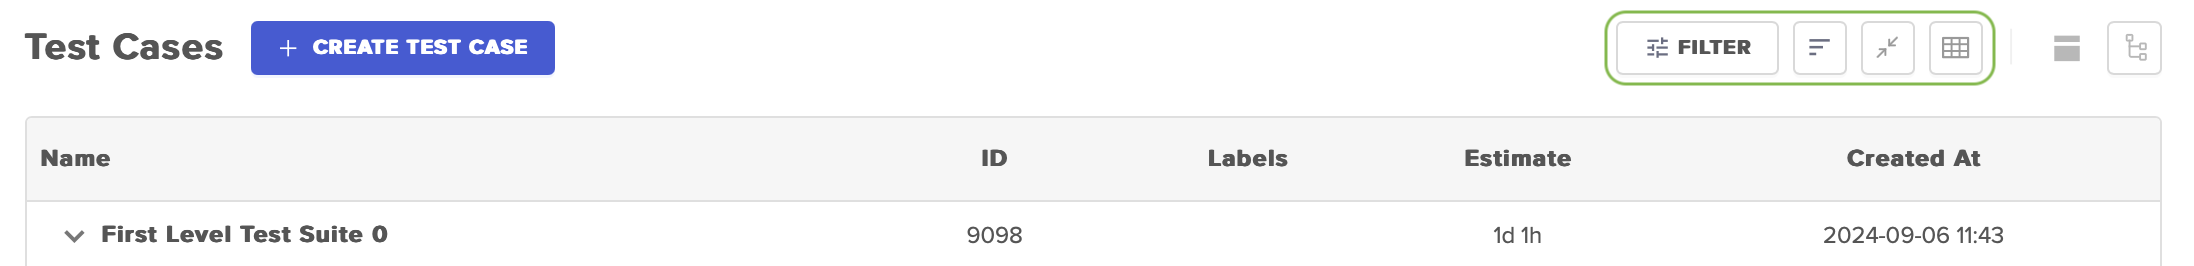 Test Cases
CREATE TEST CASE
FILTER
Name ID Labels Estimate Created At
First Level Test Suite 0 9098 1d 1h 2024-09-06 11:43